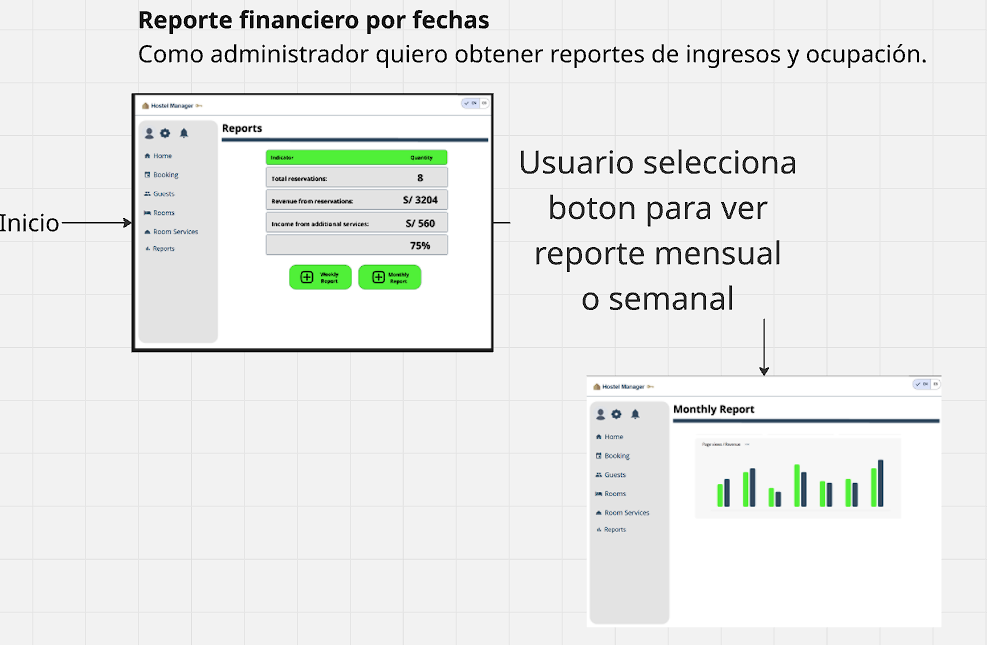 Reporte financiero por fechas
Como administrador quiero obtener reportes de ingresos y ocupación.
Inicio
Hostel Manager
EN
Reports
Home
Booking
Guests
Rooms
Room Services
Reports
Indicator Quantity
Total reservations: 8
Revenue from reservations: S/ 3204
Income from additional services: S/ 560
75%
Weekly
Report
Monthly
Report
Usuario selecciona
boton para ver
reporte mensual
o semanal
Hostel Manager
EN
Monthly Report
Home
Booking
Guests
Rooms
Room Services
Reports
Page views / Revenue